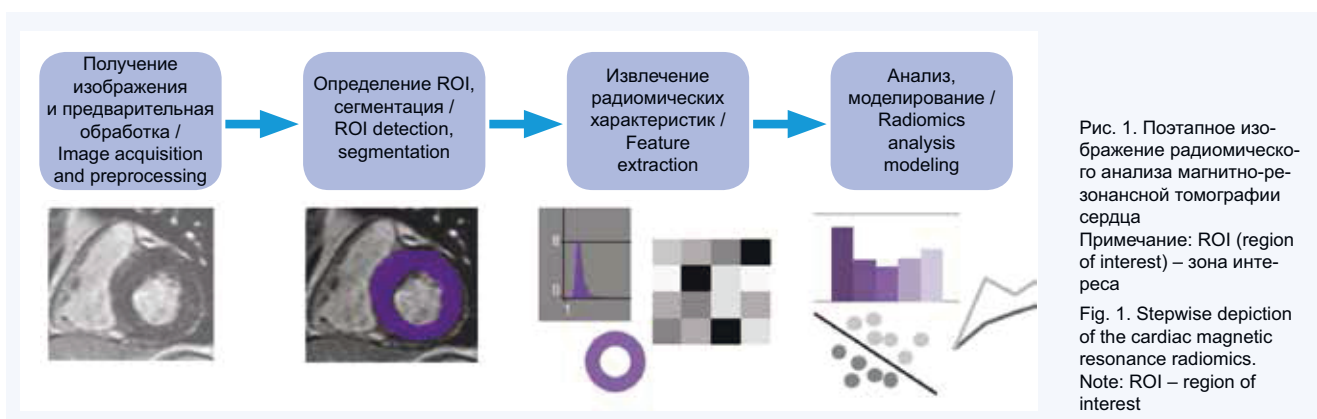 Получение
изображения
и предварительная
обработка /
Image acquisition
and preprocessing
Определение ROI,
сегментация /
ROI detection,
segmentation
Извлечение
радиомических
характеристик /
Feature
extraction
Анализ,
моделирование /
Radiomics
analysis
modeling
Рис. 1. Поэтапное изо-
бражение радиомическо-
го анализа магнитно-ре-
зонансной томографии
сердца
Примечание: ROI (region
of interest) – зона инте-
реса
Fig. 1. Stepwise depiction
of the cardiac magnetic
resonance radiomics.
Note: ROI – region of
interest